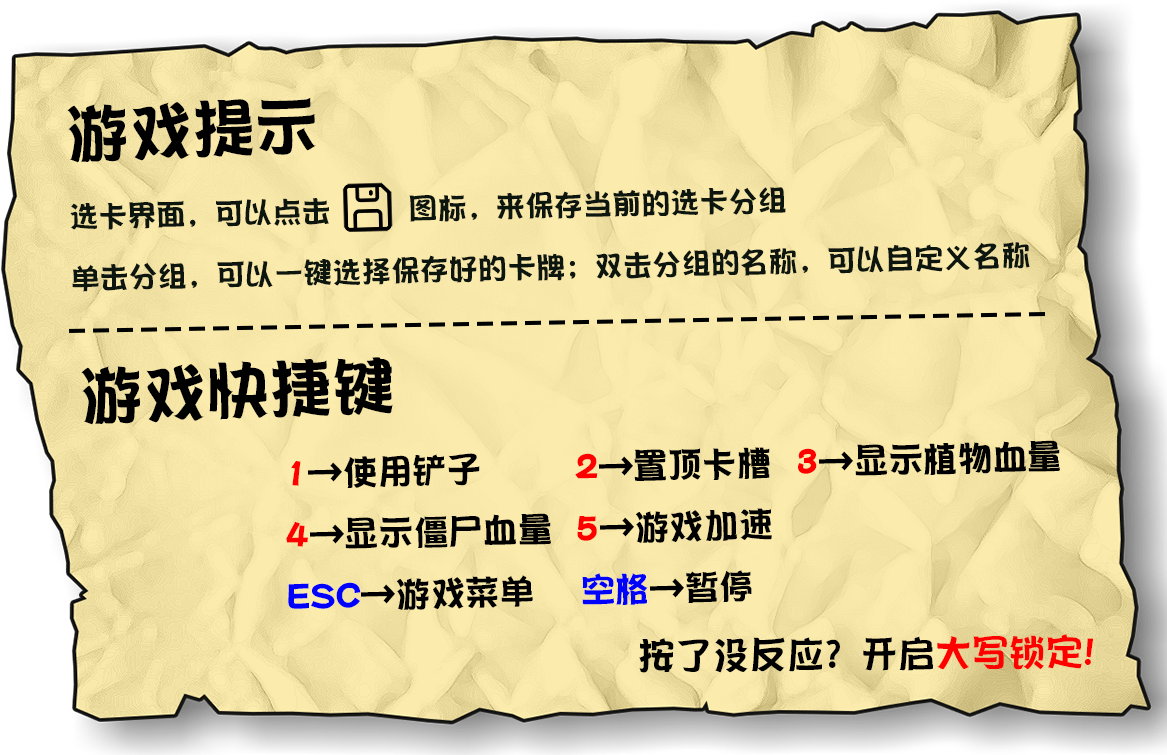 游戏提示
选卡界面，可以点击 图标，来保存当前的选卡分组
单击分组，可以一键选择保存好的卡牌；双击分组的名称，可以自定义名称
游戏快捷键
1→使用铲子 2→置顶卡槽 3→显示植物血量
4→显示僵尸血量 5→游戏加速
ESC→游戏菜单 空格→暂停
按了没反应？开启大写锁定!